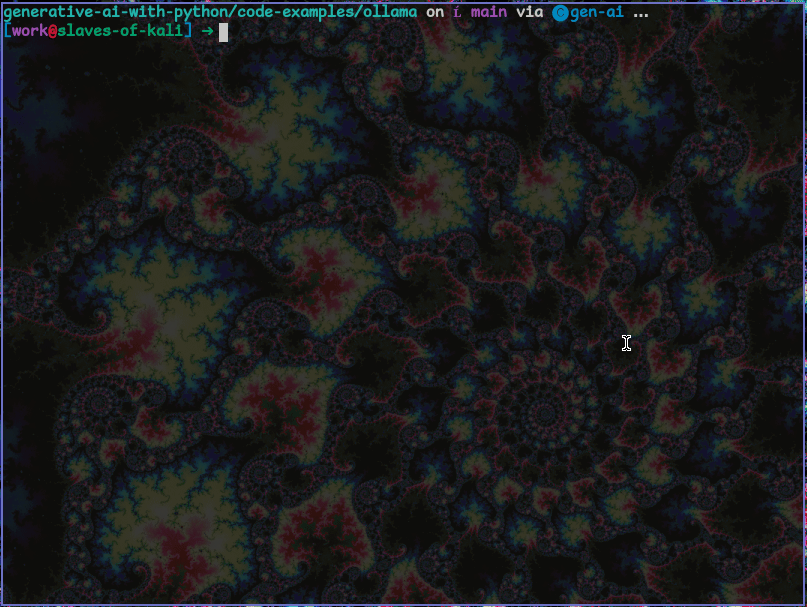 generative-ai-with-python/code-examples/ollama on main via gen-ai ...
[work@slaves-of-kali] →